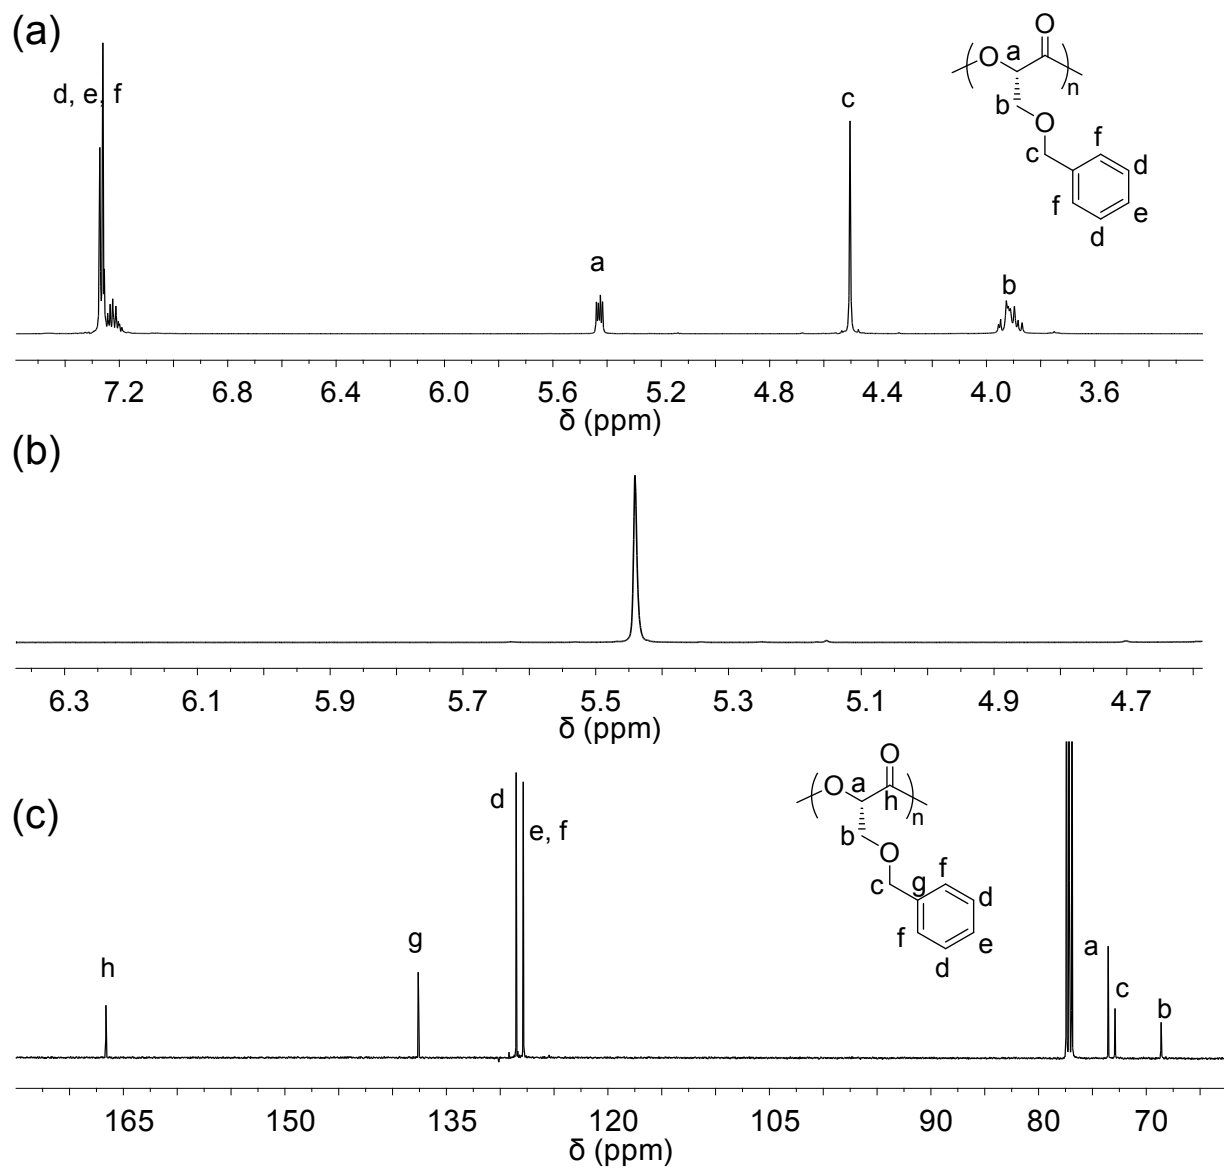 (a)
d, e, f
a
c
b
O
a
O
n
b
O
c
f
d
f
e
d
7.2 6.8 6.4 6.0 5.6 5.2 4.8 4.4 4.0 3.6
δ (ppm)
(b)
6.3 6.1 5.9 5.7 5.5 5.3 5.1 4.9 4.7
δ (ppm)
(c)
h
g
d
e, f
a
c
b
O
a
O
h
n
b
O
c
g
f
d
f
e
d
165 150 135 120 105 90 80 70
δ (ppm)